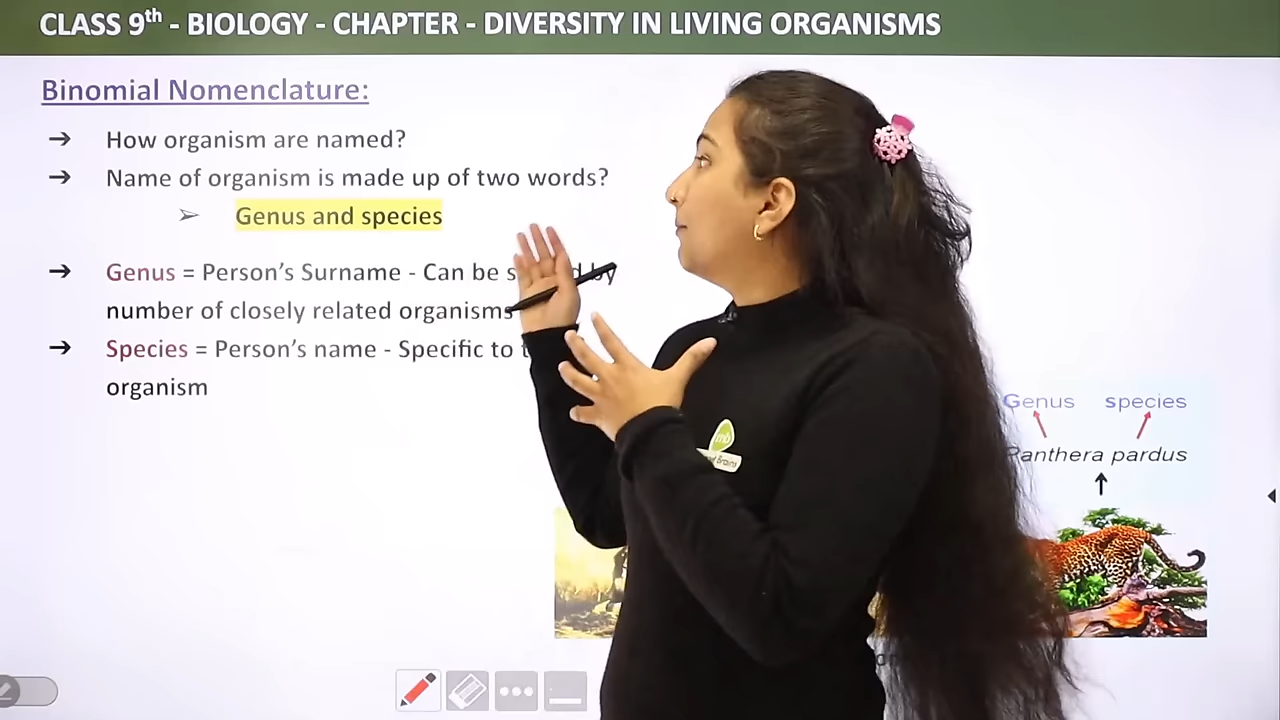 CLASS 9th - BIOLOGY - CHAPTER - DIVERSITY IN LIVING ORGANISMS
Binomial Nomenclature:
➔ How organism are named?
➔ Name of organism is made up of two words?
➢ Genus and species
➔ Genus = Person's Surname - Can be by
number of closely related organisms
➔ Species = Person's name - Specific to
organism
Genus species
Panthera pardus